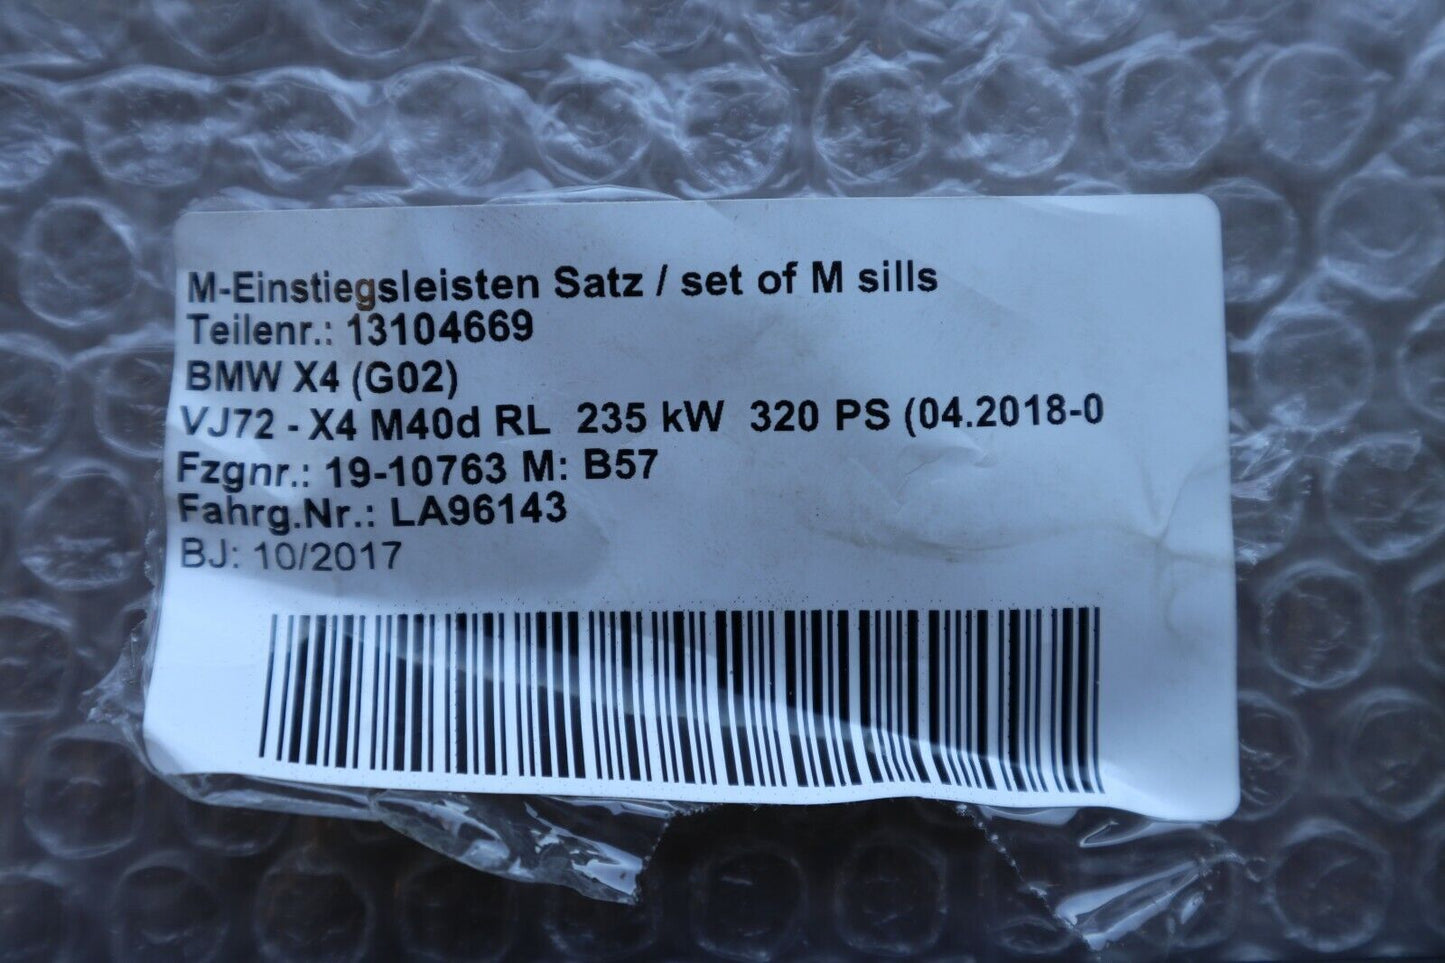 M-Einstiegsleisten Satz / set of M sills
Teilenr.: 13104669
BMW X4 (G02)
VJ72 - X4 M40d RL  235 kW  320 PS (04.2018-0
Fzgnr.: 19-10763 M: B57
Fahrg.Nr.: LA96143
BJ: 10/2017